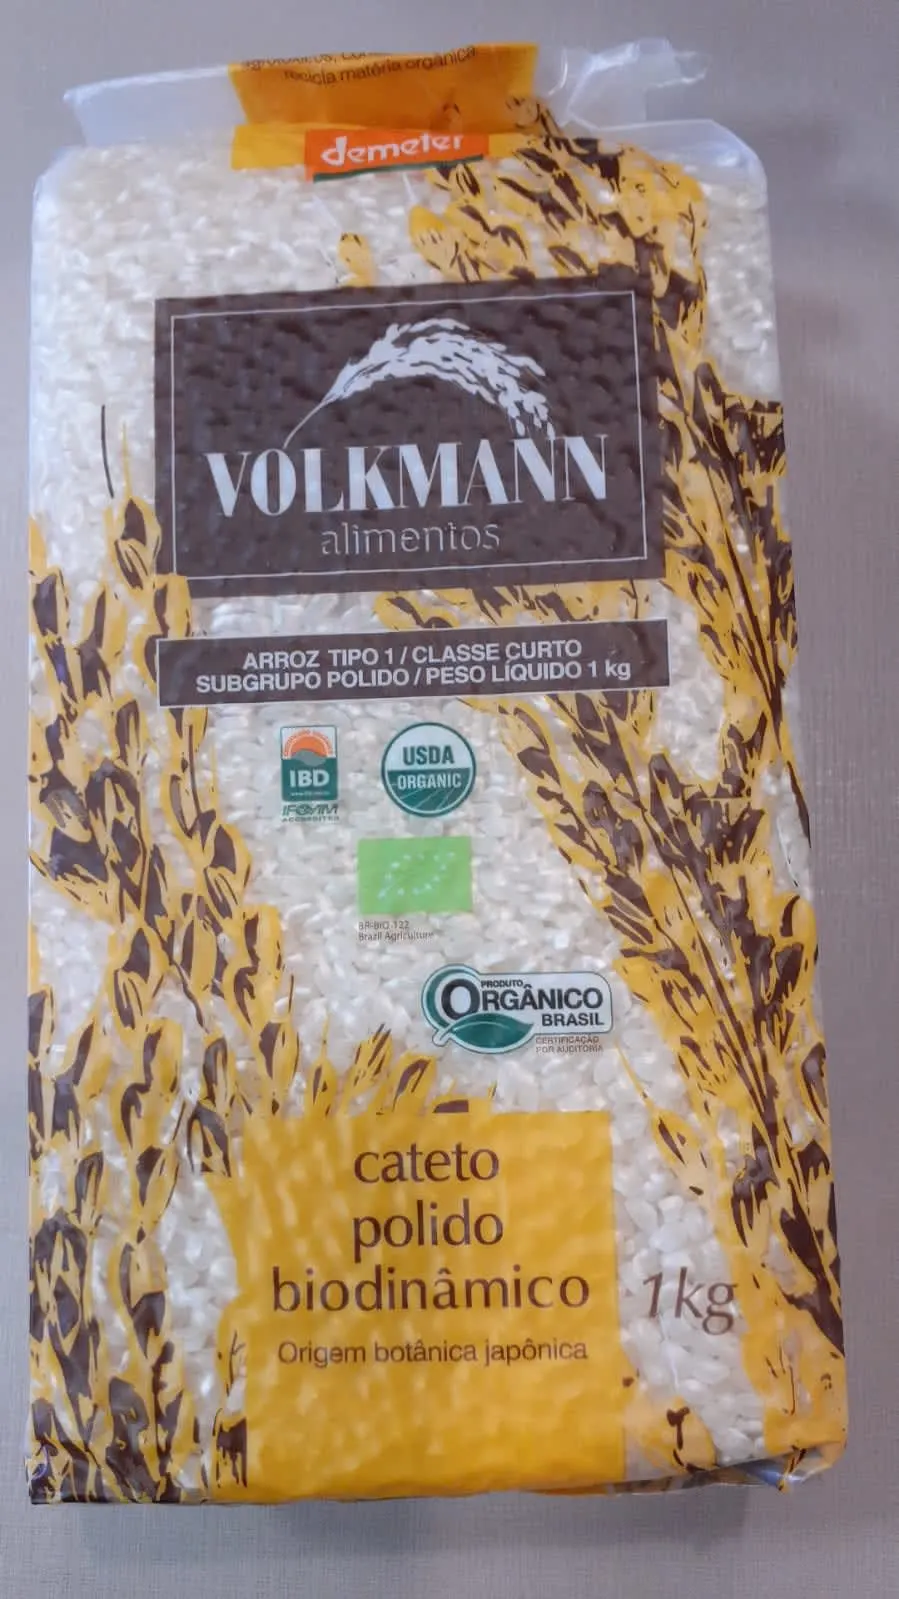 recicla matéria orgânica
demeter
VOLKMANN
alimentos
ARROZ TIPO 1 / CLASSE CURTO
SUBGRUPO POLIDO / PESO LÍQUIDO 1 kg
IBD
IFOAM
ACCREDITED
USDA
ORGANIC
BR-BIO-122
Brazil Agriculture
PRODUTO
ORGÂNICO
BRASIL
CERTIFICAÇÃO
POR AUDITORIA
cateto
polido
biodinâmico
1kg
Origem botânica japônica